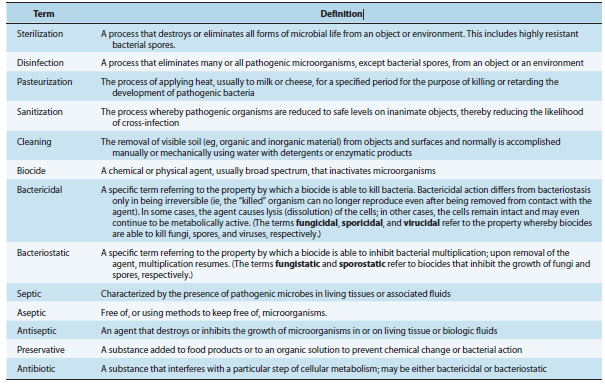 Term Definition
Sterilization A process that destroys or eliminates all forms of microbial life from an object or environment. This includes highly resistant
bacterial spores.
Disinfection A process that eliminates many or all pathogenic microorganisms, except bacterial spores, from an object or an environment
Pasteurization The process of applying heat, usually to milk or cheese, for a specified period for the purpose of killing or retarding the
development of pathogenic bacteria
Sanitization The process whereby pathogenic organisms are reduced to safe levels on inanimate objects, thereby reducing the likelihood
of cross-infection
Cleaning The removal of visible soil (eg, organic and inorganic material) from objects and surfaces and normally is accomplished
manually or mechanically using water with detergents or enzymatic products
Biocide A chemical or physical agent, usually broad spectrum, that inactivates microorganisms
Bactericidal A specific term referring to the property by which a biocide is able to kill bacteria. Bactericidal action differs from bacteriostasis
only in being irreversible (ie, the “killed” organism can no longer reproduce even after being removed from contact with the
agent). In some cases, the agent causes lysis (dissolution) of the cells; in other cases, the cells remain intact and may even
continue to be metabolically active. (The terms fungicidal, sporicidal, and virucidal refer to the property whereby biocides
are able to kill fungi, spores, and viruses, respectively.)
Bacteriostatic A specific term referring to the property by which a biocide is able to inhibit bacterial multiplication; upon removal of the
agent, multiplication resumes. (The terms fungistatic and sporostatic refer to biocides that inhibit the growth of fungi and
spores, respectively.)
Septic Characterized by the presence of pathogenic microbes in living tissues or associated fluids
Aseptic Free of, or using methods to keep free of, microorganisms.
Antiseptic An agent that destroys or inhibits the growth of microorganisms in or on living tissue or biologic fluids
Preservative A substance added to food products or to an organic solution to prevent chemical change or bacterial action
Antibiotic A substance that interferes with a particular step of cellular metabolism; may be either bactericidal or bacteriostatic